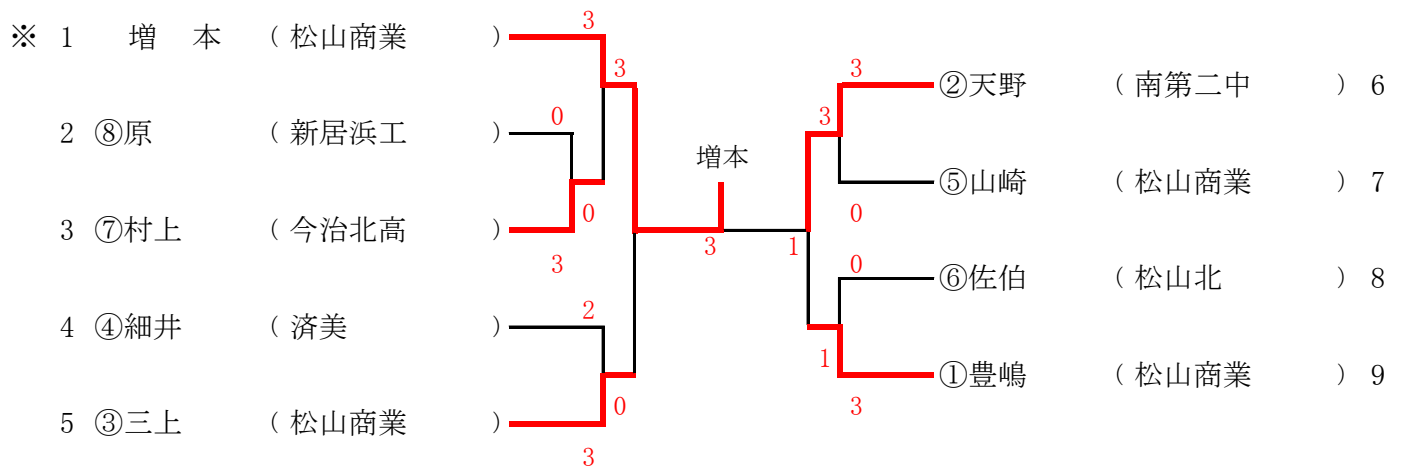 ※ 1 増 本 ( 松山商業 )
2 ⑧原 ( 新居浜工 )
3 ⑦村上 ( 今治北高 )
4 ④細井 ( 済美 )
5 ③三上 ( 松山商業 )
3
3
0
0
3
2
0
3
増本
3
1
3
3
0
0
1
3
②天野 ( 南第二中 ) 6
⑤山崎 ( 松山商業 ) 7
⑥佐伯 ( 松山北 ) 8
①豊嶋 ( 松山商業 ) 9